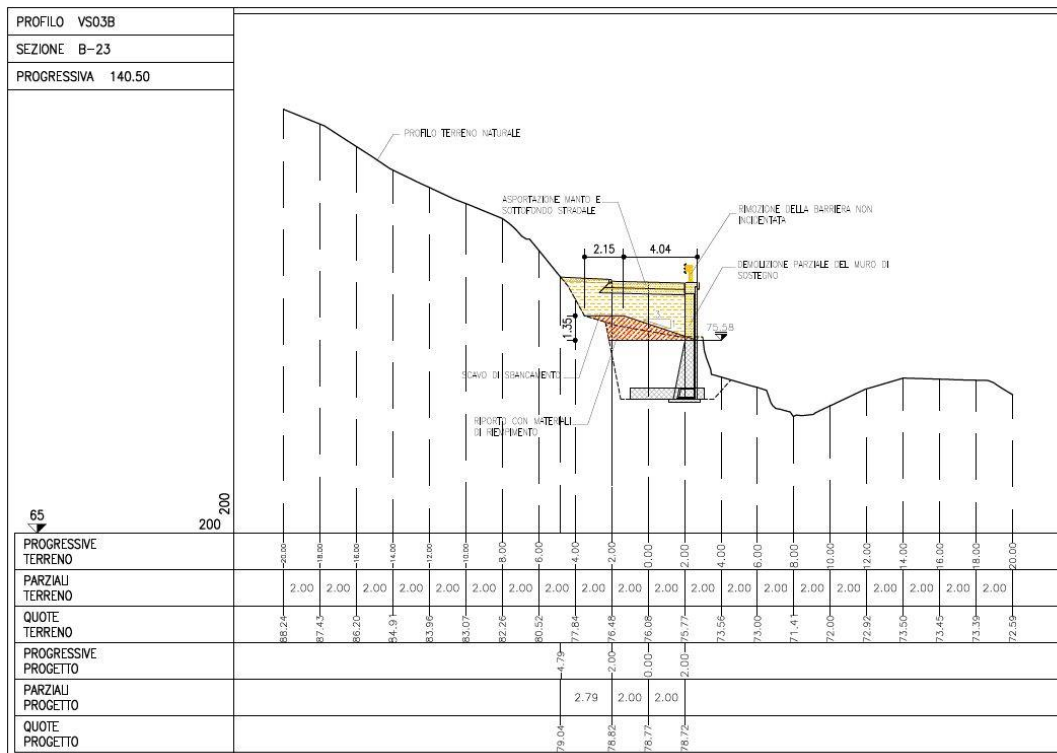 PROFILO VS03B
SEZIONE B-23
PROGRESSIVA 140.50
PROFILO TERRENO NATURALE
ASPORTAZIONE MANTO E
SOTTOFONDO STRADALE
RIMOZIONE DELLA BARRIERA NON
INCIDENTATA
2.15 4.04
DEMOLIZIONE PARZIALE DEL MURO DI
SOSTEGNO
1.35
75.58
SCAVO DI SBANCAMENTO
RIPORTO CON MATERIALI
DI RIEMPIMENTO
65
200
200
PROGRESSIVE
TERRENO
-20.00 -18.00 -16.00 -14.00 -12.00 -10.00 -8.00 -6.00 -4.00 -2.00 0.00 2.00 4.00 6.00 8.00 10.00 12.00 14.00 16.00 18.00 20.00
PARZIALI
TERRENO
2.00 2.00 2.00 2.00 2.00 2.00 2.00 2.00 2.00 2.00 2.00 2.00 2.00 2.00 2.00 2.00 2.00 2.00 2.00 2.00
QUOTE
TERRENO
88.24 87.43 86.20 84.91 83.96 83.07 82.26 80.52 77.84 76.48 76.08 75.77 73.56 73.00 71.41 72.00 72.92 73.50 73.45 73.39 72.59
PROGRESSIVE
PROGETTO
-4.79 -2.00 0.00 2.00
PARZIALI
PROGETTO
2.79 2.00 2.00
QUOTE
PROGETTO
79.04 78.82 78.77 78.72